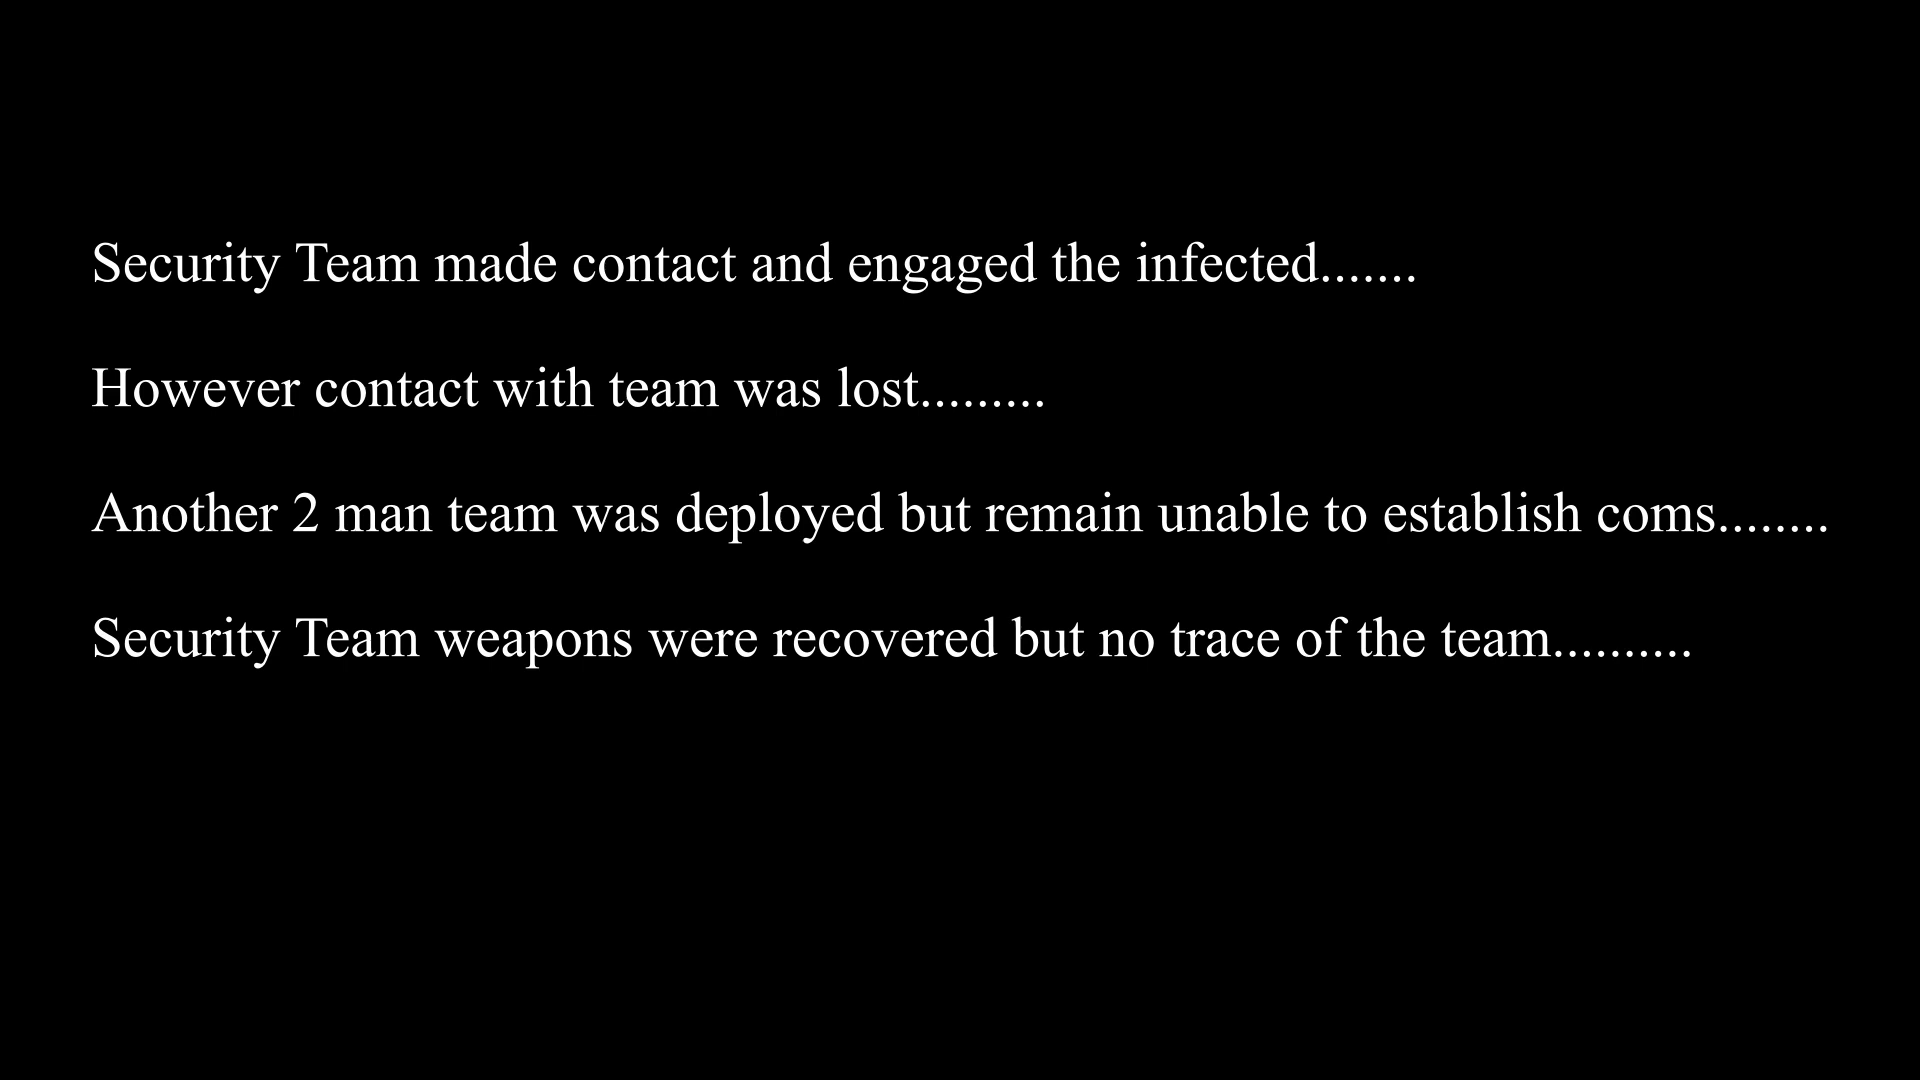 Security Team made contact and engaged the infected.......
However contact with team was lost.........
Another 2 man team was deployed but remain unable to establish coms........
Security Team weapons were recovered but no trace of the team..........